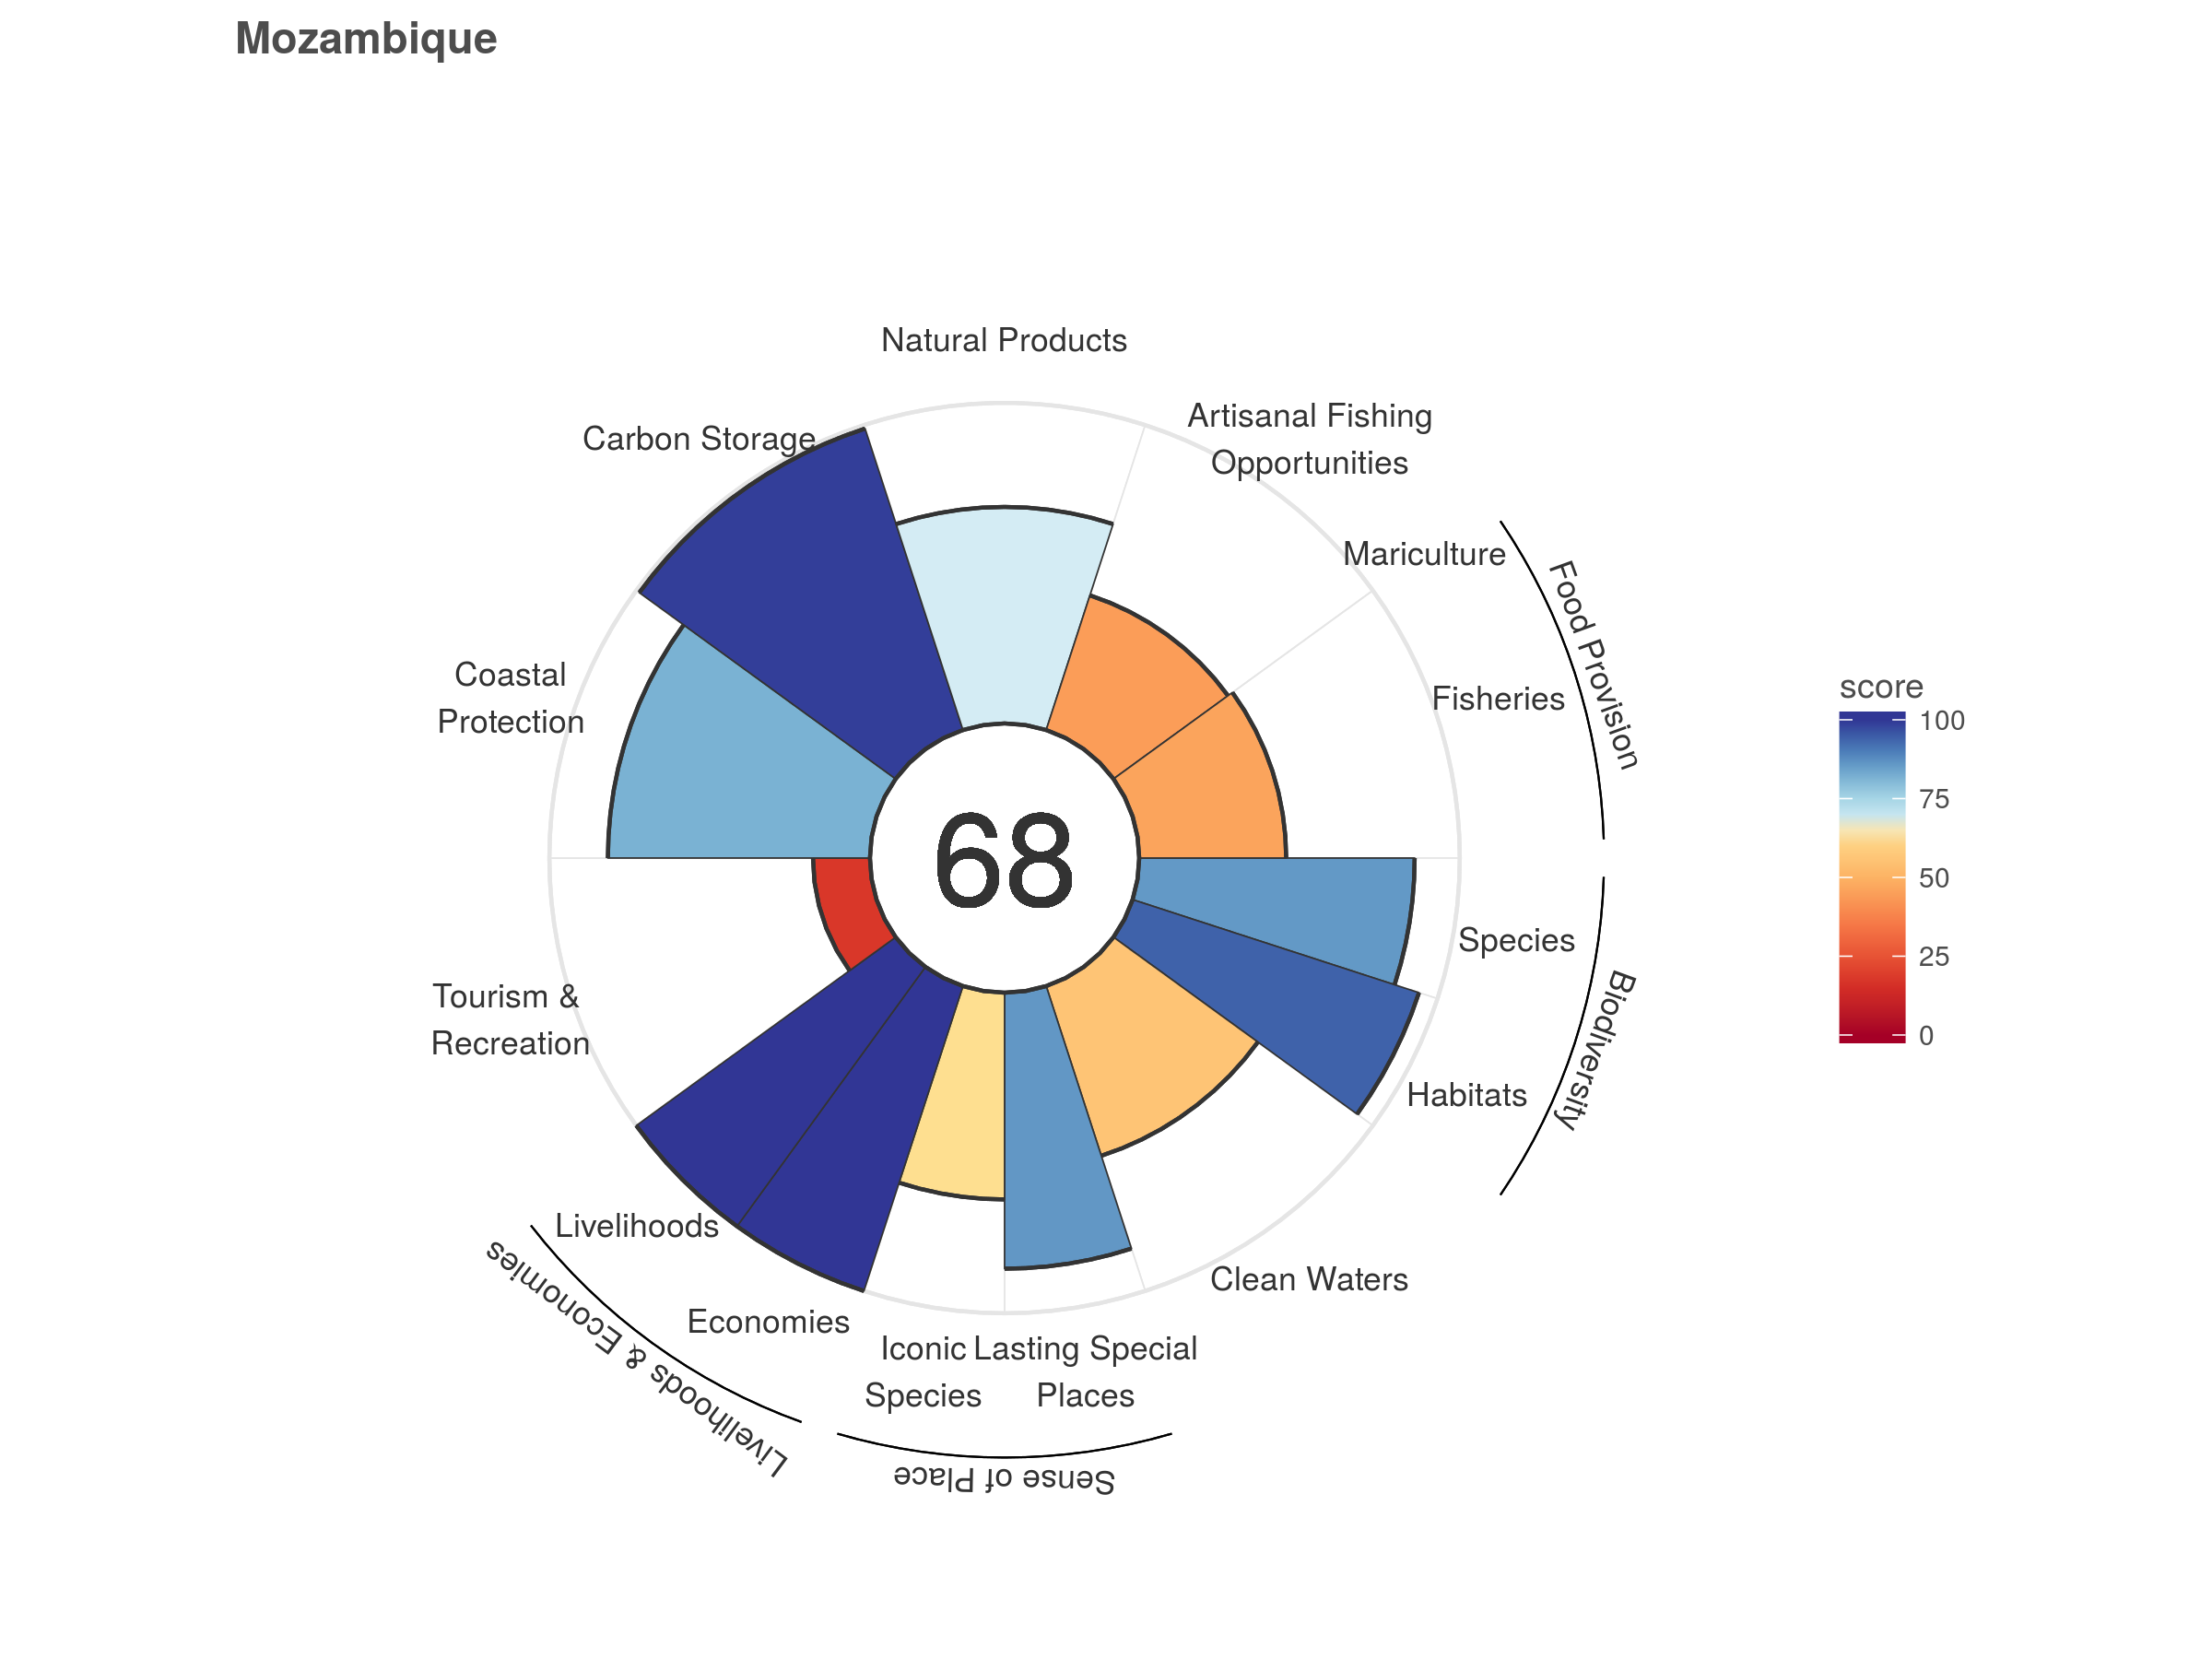 Mozambique
Natural Products
Artisanal Fishing
Opportunities
Carbon Storage
Mariculture
Food Provision
Fisheries
Coastal
Protection
score
100
75
50
25
0
68
Species
Biodiversity
Habitats
Tourism &
Recreation
Clean Waters
Livelihoods
Economies
Livelihoods & Economies
Iconic
Species
Lasting Special
Places
Sense of Place